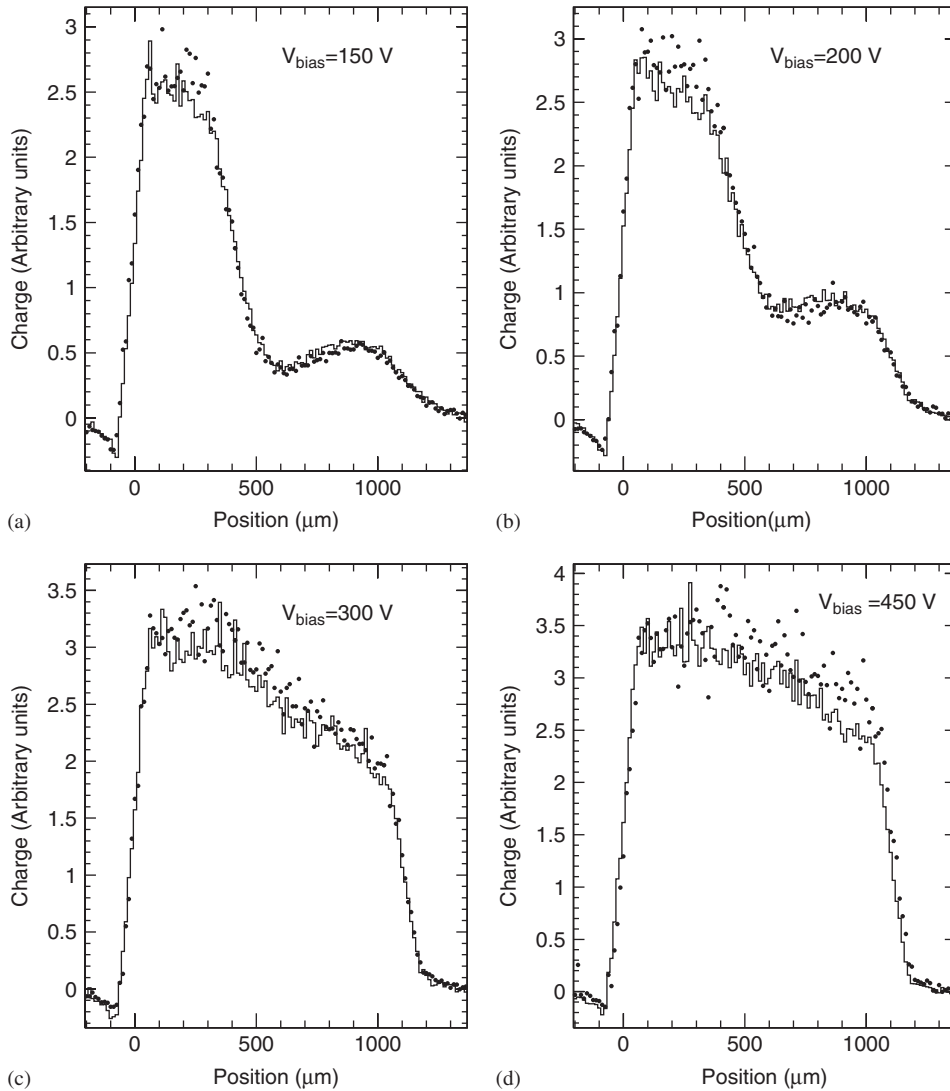 3
2.5
2
1.5
1
0.5
0
Charge (Arbitrary units)
V_bias=150 V
0 500 1000
(a) Position (μm)
3
2.5
2
1.5
1
0.5
0
Charge (Arbitrary units)
V_bias=200 V
0 500 1000
(b) Position(μm)
3.5
3
2.5
2
1.5
1
0.5
0
Charge (Arbitrary units)
V_bias=300 V
0 500 1000
(c) Position (μm)
4
3.5
3
2.5
2
1.5
1
0.5
0
Charge (Arbitrary units)
V_bias =450 V
0 500 1000
(d) Position (μm)